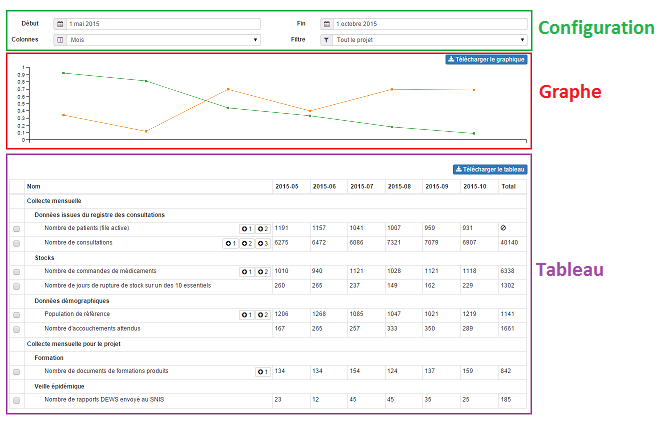 Début 1 mai 2015 Fin 1 octobre 2015
Configuration
Colonnes Mois Filtre Tout le projet
Télécharger le graphique
Graphe
1
0.9
0.8
0.7
0.6
0.5
0.4
0.3
0.2
0.1
0
Télécharger le tableau
Tableau
Nom 2015-05 2015-06 2015-07 2015-08 2015-09 2015-10 Total
Collecte mensuelle
Données issues du registre des consultations
Nombre de patients (file active) 1 2 1191 1157 1041 1007 959 931
Nombre de consultations 1 2 3 6275 6472 6086 7321 7079 6907 40140
Stocks
Nombre de commandes de médicaments 1 2 1010 940 1121 1028 1121 1118 6338
Nombre de jours de rupture de stock sur un des 10 essentiels 260 265 237 149 162 229 1302
Données démographiques
Population de référence 1 2 1206 1268 1085 1047 1021 1219 1141
Nombre d'accouchements attendus 167 265 257 333 350 289 1661
Collecte mensuelle pour le projet
Formation
Nombre de documents de formations produits 1 134 134 154 124 137 159 842
Veille épidémique
Nombre de rapports DEWS envoyé au SNIS 23 12 45 45 35 25 185